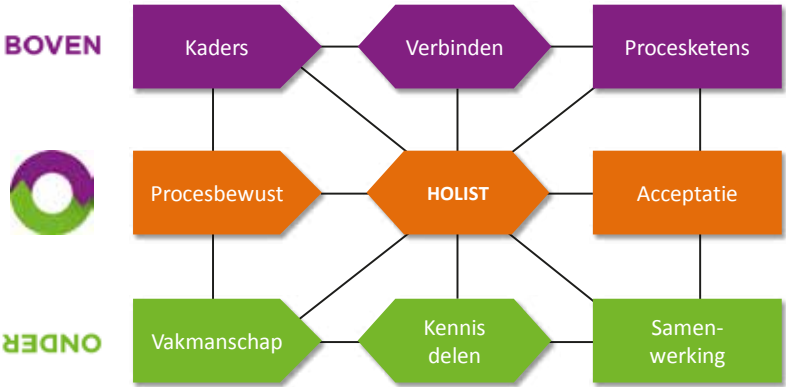 BOVEN
Kaders
Verbinden
Procesketens
Procesbewust
HOLIST
Acceptatie
ONDER
Vakmanschap
Kennis
delen
Samen-
werking